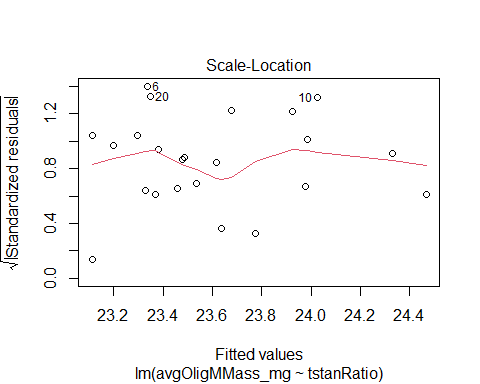 Scale-Location
√|Standardized residuals|
0.0 0.4 0.8 1.2
6
20
10
23.2 23.4 23.6 23.8 24.0 24.2 24.4
Fitted values
lm(avgOligMMass_mg ~ tstanRatio)